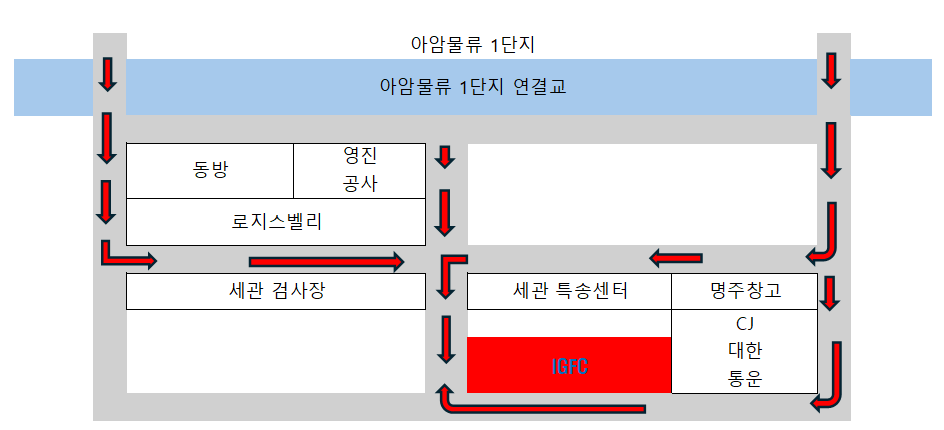 아암물류 1단지
아암물류 1단지 연결교
동방
영진
공사
로지스벨리
세관 검사장
세관 특송센터
명주창고
CJ
대한
통운
IGFC